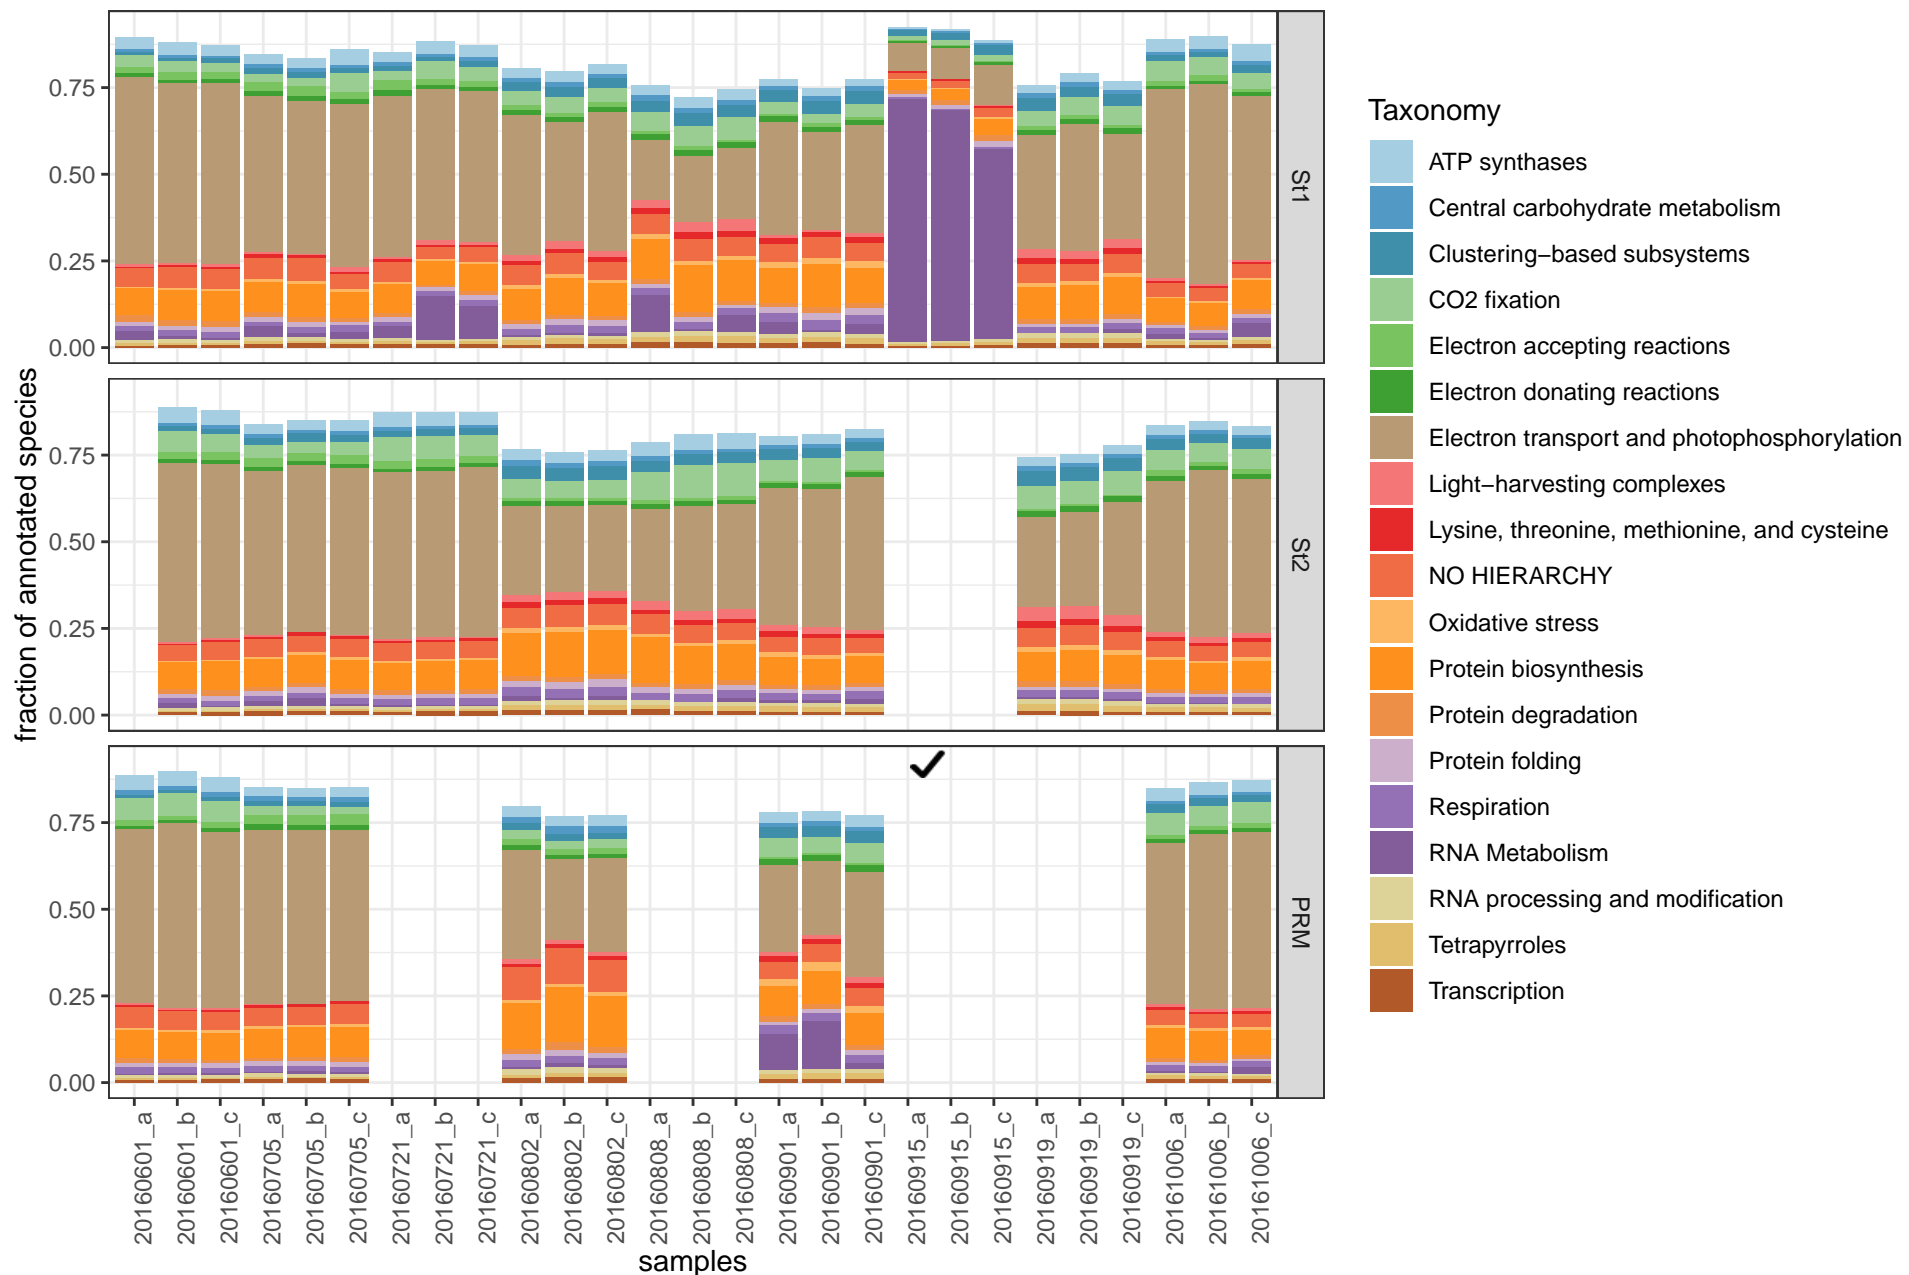 0.75
0.50
0.25
0.00
St1
0.75
0.50
0.25
0.00
St2
0.75
0.50
0.25
0.00
PRM
fraction of annotated species
20160601_a
20160601_b
20160601_c
20160705_a
20160705_b
20160705_c
20160721_a
20160721_b
20160721_c
20160802_a
20160802_b
20160802_c
20160808_a
20160808_b
20160808_c
20160901_a
20160901_b
20160901_c
20160915_a
20160915_b
20160915_c
20160919_a
20160919_b
20160919_c
20161006_a
20161006_b
20161006_c
samples
Taxonomy
ATP synthases
Central carbohydrate metabolism
Clustering−based subsystems
CO2 fixation
Electron accepting reactions
Electron donating reactions
Electron transport and photophosphorylation
Light−harvesting complexes
Lysine, threonine, methionine, and cysteine
NO HIERARCHY
Oxidative stress
Protein biosynthesis
Protein degradation
Protein folding
Respiration
RNA Metabolism
RNA processing and modification
Tetrapyrroles
Transcription